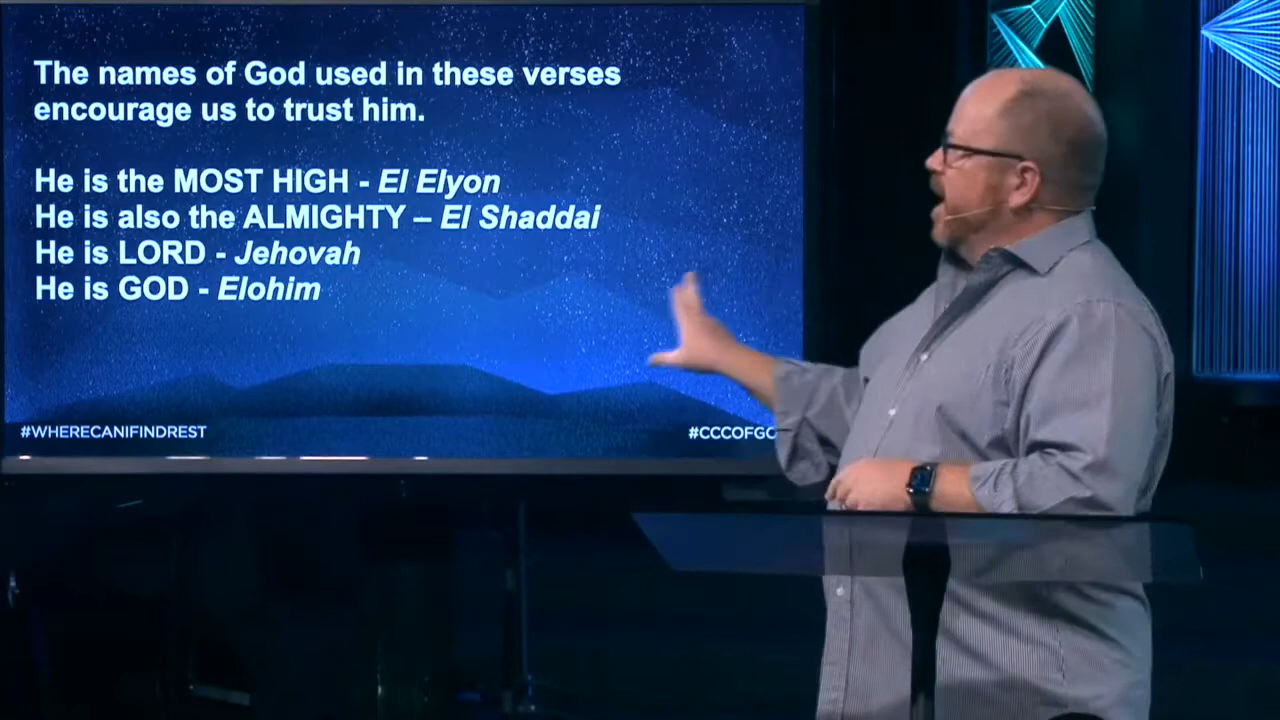 The names of God used in these verses
encourage us to trust him.
He is the MOST HIGH - El Elyon
He is also the ALMIGHTY – El Shaddai
He is LORD - Jehovah
He is GOD - Elohim
#WHERECANIFINDREST